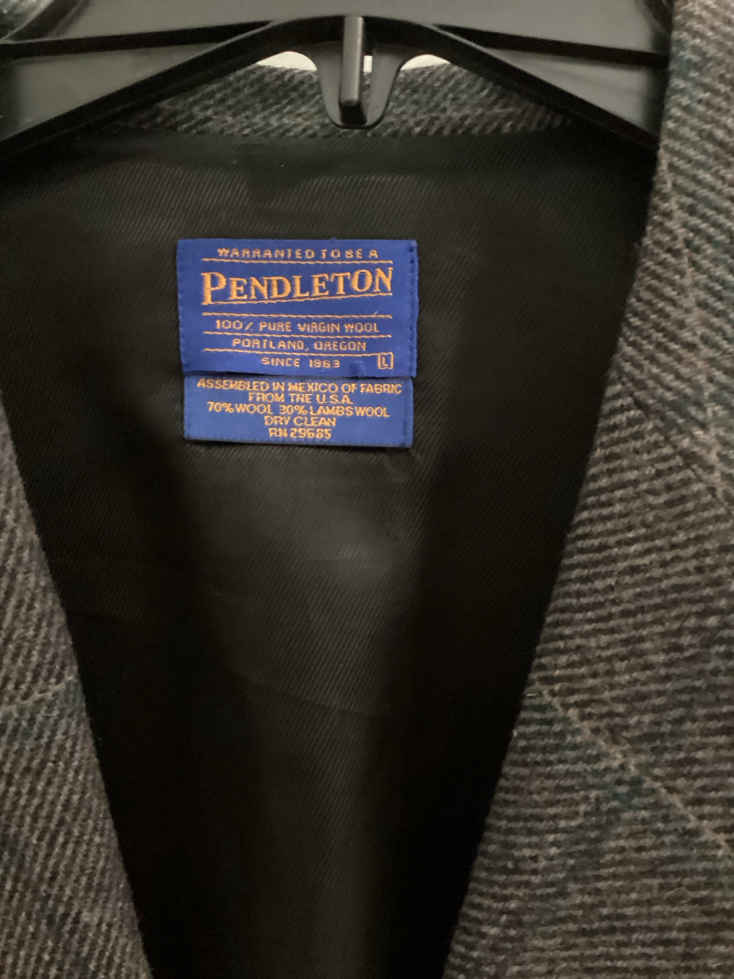 WARRANTED TO BE A
PENDLETON
100% PURE VIRGIN WOOL
PORTLAND, OREGON
SINCE 1863 L
ASSEMBLED IN MEXICO OF FABRIC
FROM THE U.S.A.
70% WOOL 30% LAMBSWOOL
DRY CLEAN
RN 29685